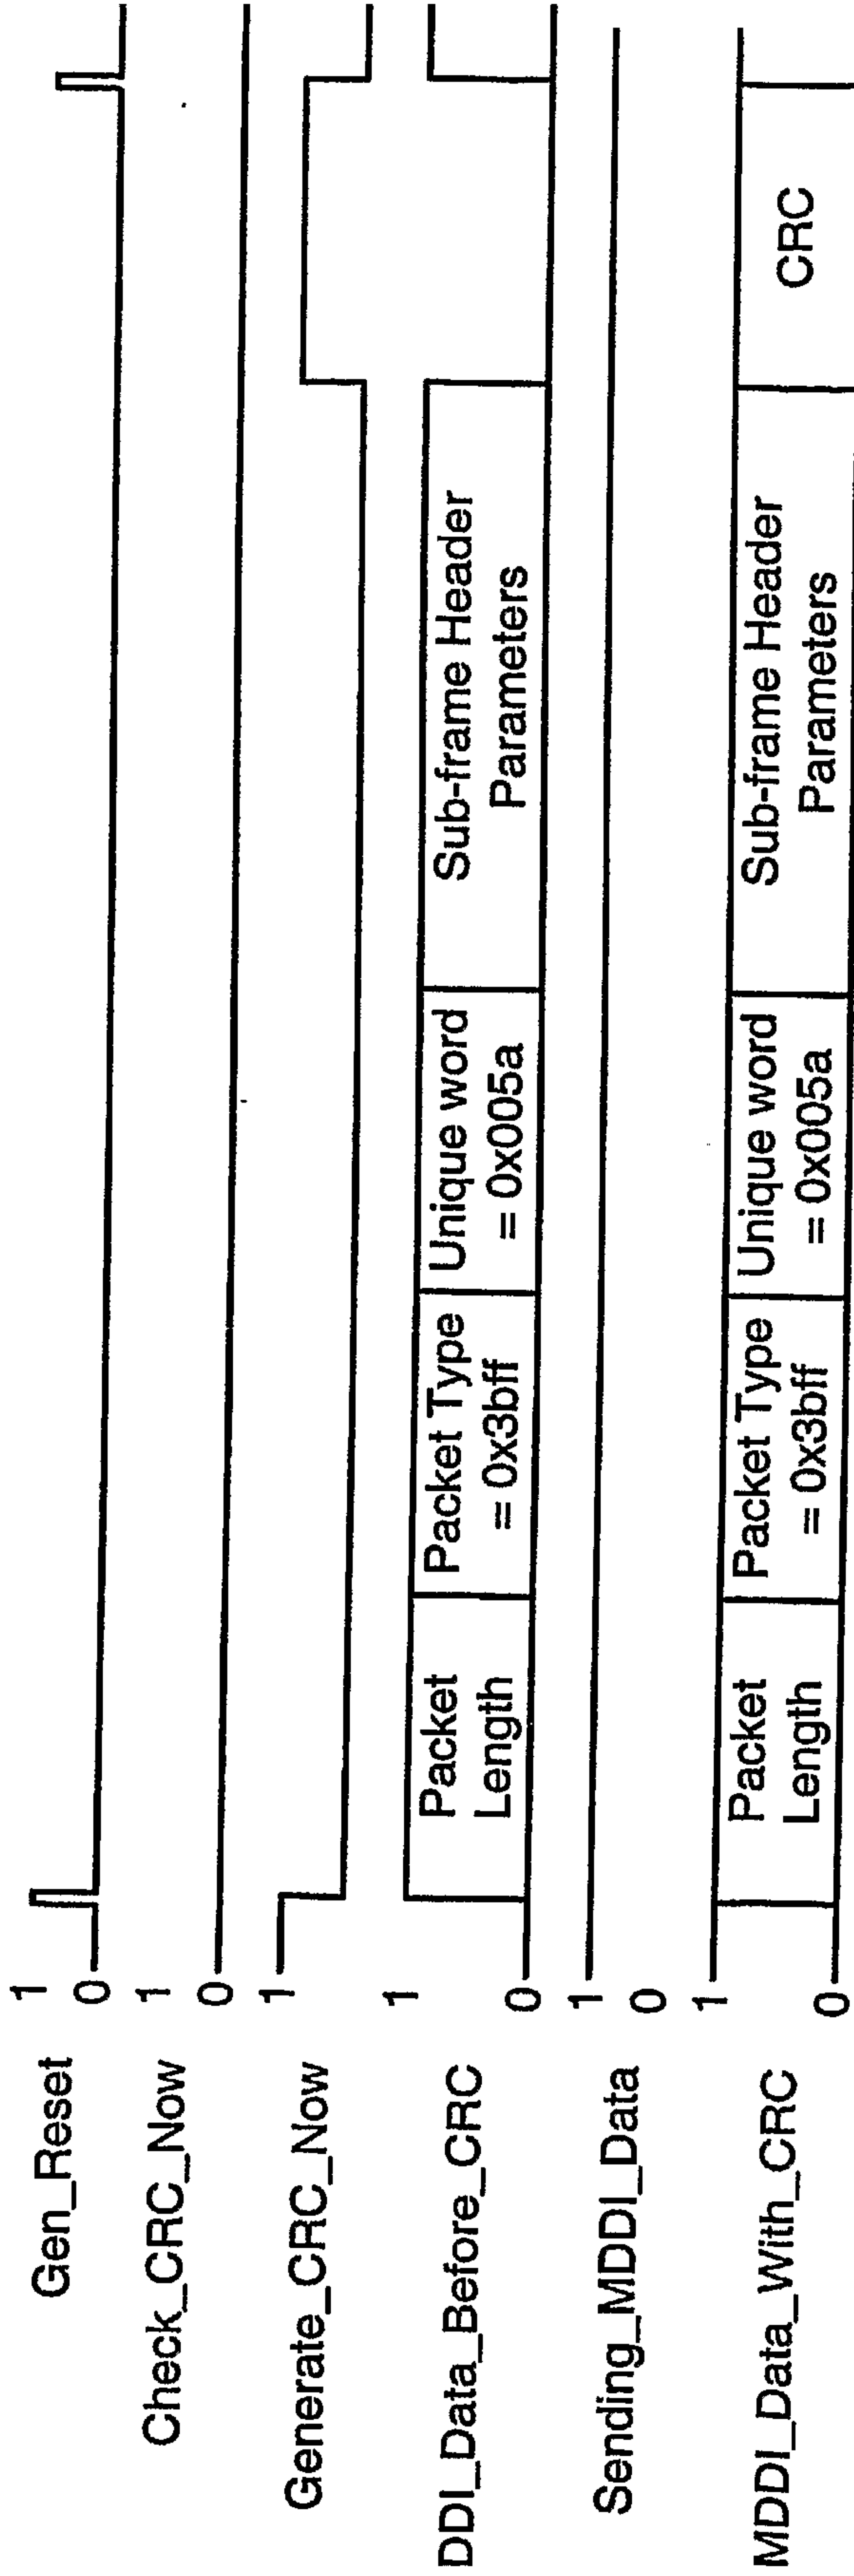 Gen_Reset
1
0
Check_CRC_Now
1
0
Generate_CRC_Now
1
DDI_Data_Before_CRC
1
0
Packet
Length
Packet Type
= 0x3bff
Unique word
= 0x005a
Sub-frame Header
Parameters
Sending_MDDI_Data
1
0
MDDI_Data_With_CRC
1
0
Packet
Length
Packet Type
= 0x3bff
Unique word
= 0x005a
Sub-frame Header
Parameters
CRC